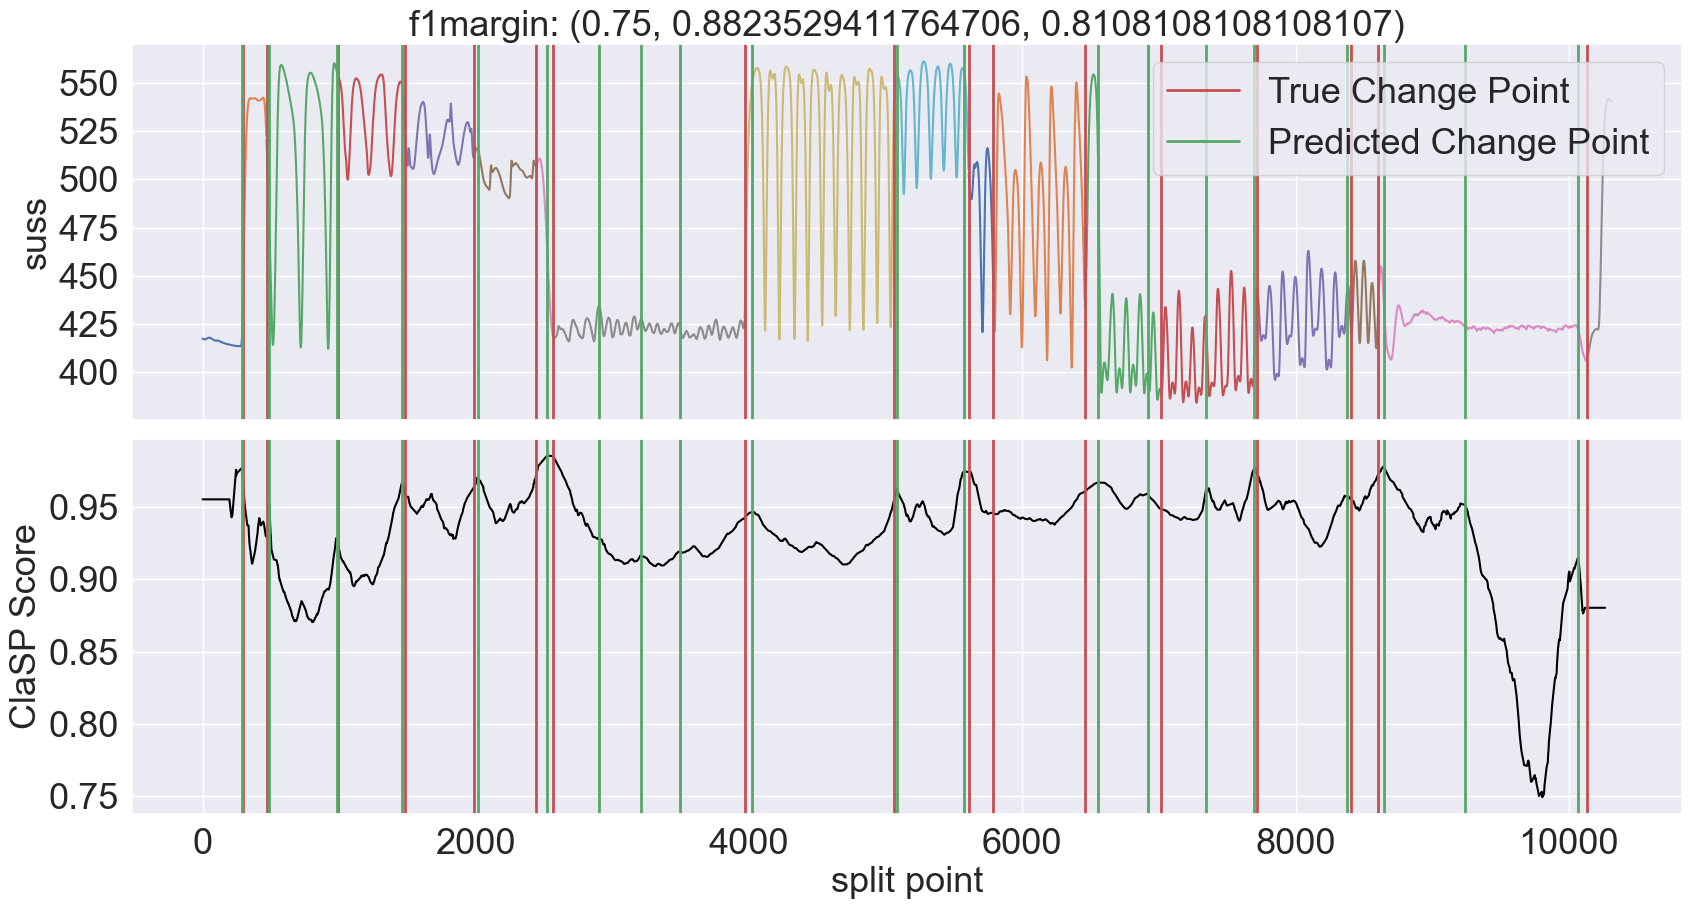 f1margin: (0.75, 0.8823529411764706, 0.8108108108108107)
550
525
500
475
450
425
400
suss
True Change Point
Predicted Change Point
0.95
0.90
0.85
0.80
0.75
ClaSP Score
0 2000 4000 6000 8000 10000
split point